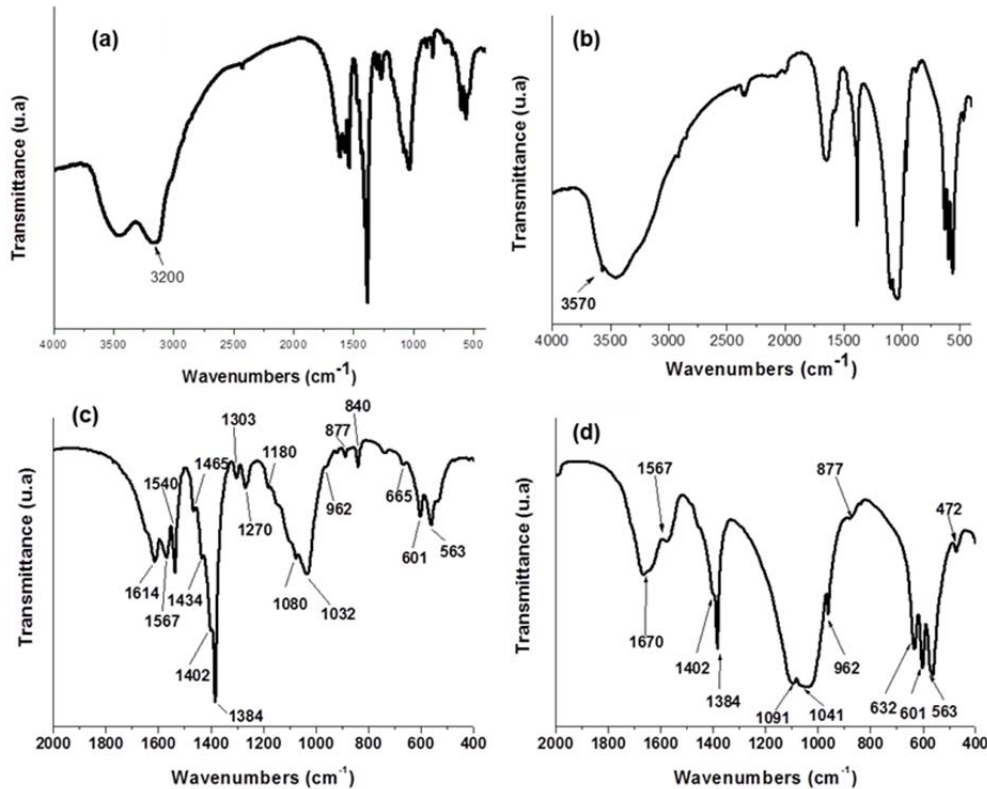 (a)
Transmittance (u.a)
3200
4000 3500 3000 2500 2000 1500 1000 500
Wavenumbers (cm-1)
(b)
Transmittance (u.a)
3570
4000 3500 3000 2500 2000 1500 1000 500
Wavenumbers (cm-1)
(c)
Transmittance (u.a)
1614
1567
1540
1465
1434
1402
1384
1303
1270
1180
1080
1032
962
877
840
665
601
563
2000 1800 1600 1400 1200 1000 800 600 400
Wavenumbers (cm-1)
(d)
Transmittance (u.a)
1670
1567
1402
1384
1091
1041
962
877
632
601
563
472
2000 1800 1600 1400 1200 1000 800 600 400
Wavenumbers (cm-1)